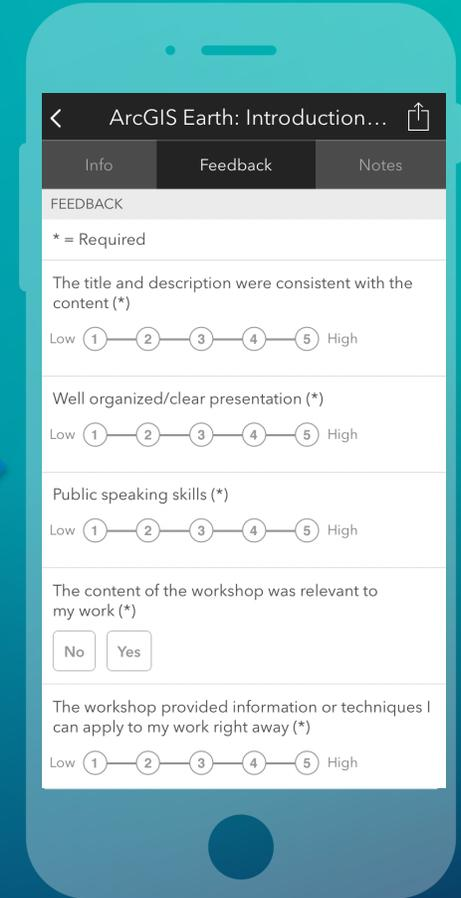 ArcGIS Earth: Introduction...
Info Feedback Notes
FEEDBACK
* = Required
The title and description were consistent with the
content (*)
Low 1 2 3 4 5 High
Well organized/clear presentation (*)
Low 1 2 3 4 5 High
Public speaking skills (*)
Low 1 2 3 4 5 High
The content of the workshop was relevant to
my work (*)
No Yes
The workshop provided information or techniques I
can apply to my work right away (*)
Low 1 2 3 4 5 High